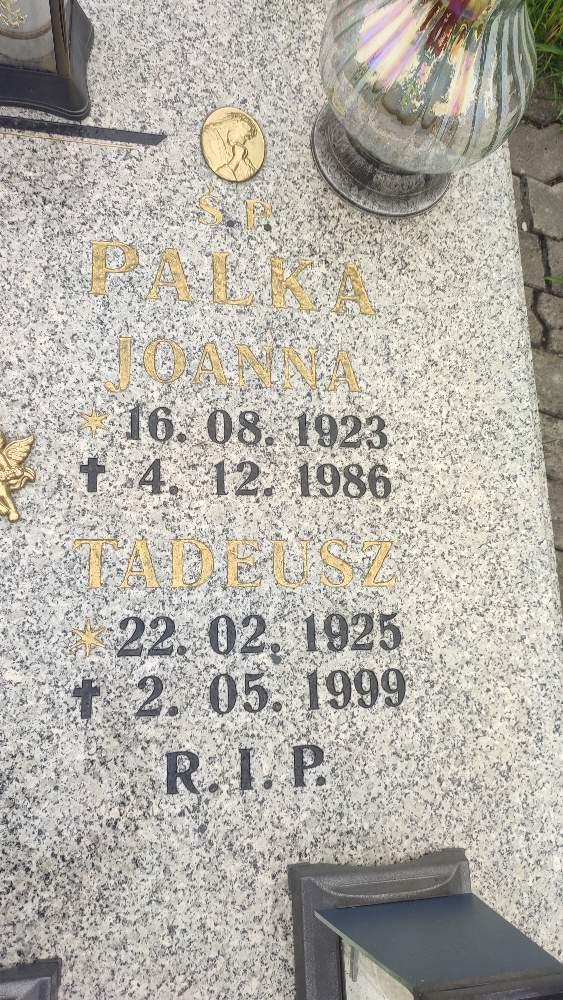 Ś.P.
PALKA
JOANNA
* 16. 08. 1923
✝ 4. 12. 1986
TADEUSZ
* 22. 02. 1925
✝ 2. 05. 1999
R.I.P.